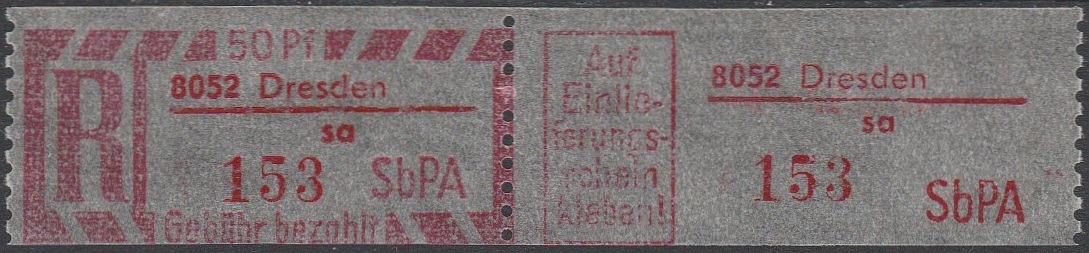 50 Pf
R
8052 Dresden
sa
153 SbPA
Gebühr bezahlt
Auf
Einlie-
ferungs-
schein
kleben!
8052 Dresden
sa
153
SbPA